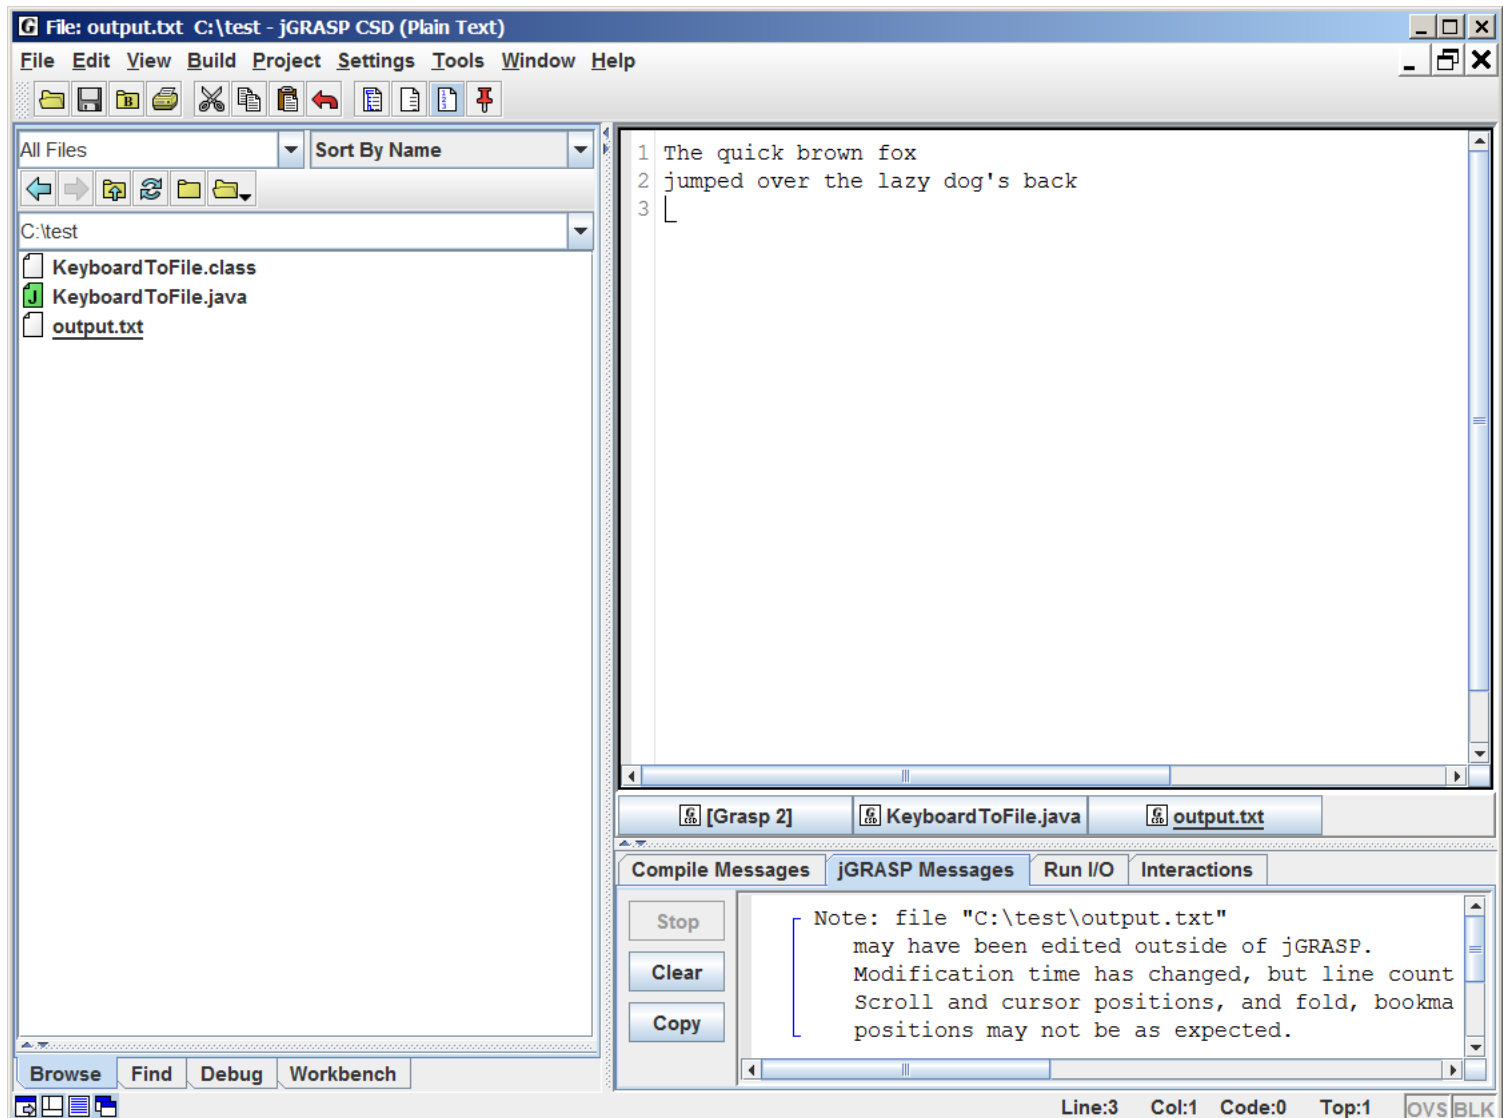 File: output.txt C:\test - jGRASP CSD (Plain Text)
File Edit View Build Project Settings Tools Window Help
All Files
Sort By Name
C:\test
KeyboardToFile.class
KeyboardToFile.java
output.txt
1 The quick brown fox
2 jumped over the lazy dog's back
3
[Grasp 2]
KeyboardToFile.java
output.txt
Compile Messages
jGRASP Messages
Run I/O
Interactions
Stop
Clear
Copy
Note: file "C:\test\output.txt"
may have been edited outside of jGRASP.
Modification time has changed, but line count
Scroll and cursor positions, and fold, bookma
positions may not be as expected.
Browse Find Debug Workbench
Line:3 Col:1 Code:0 Top:1 OVS BLK